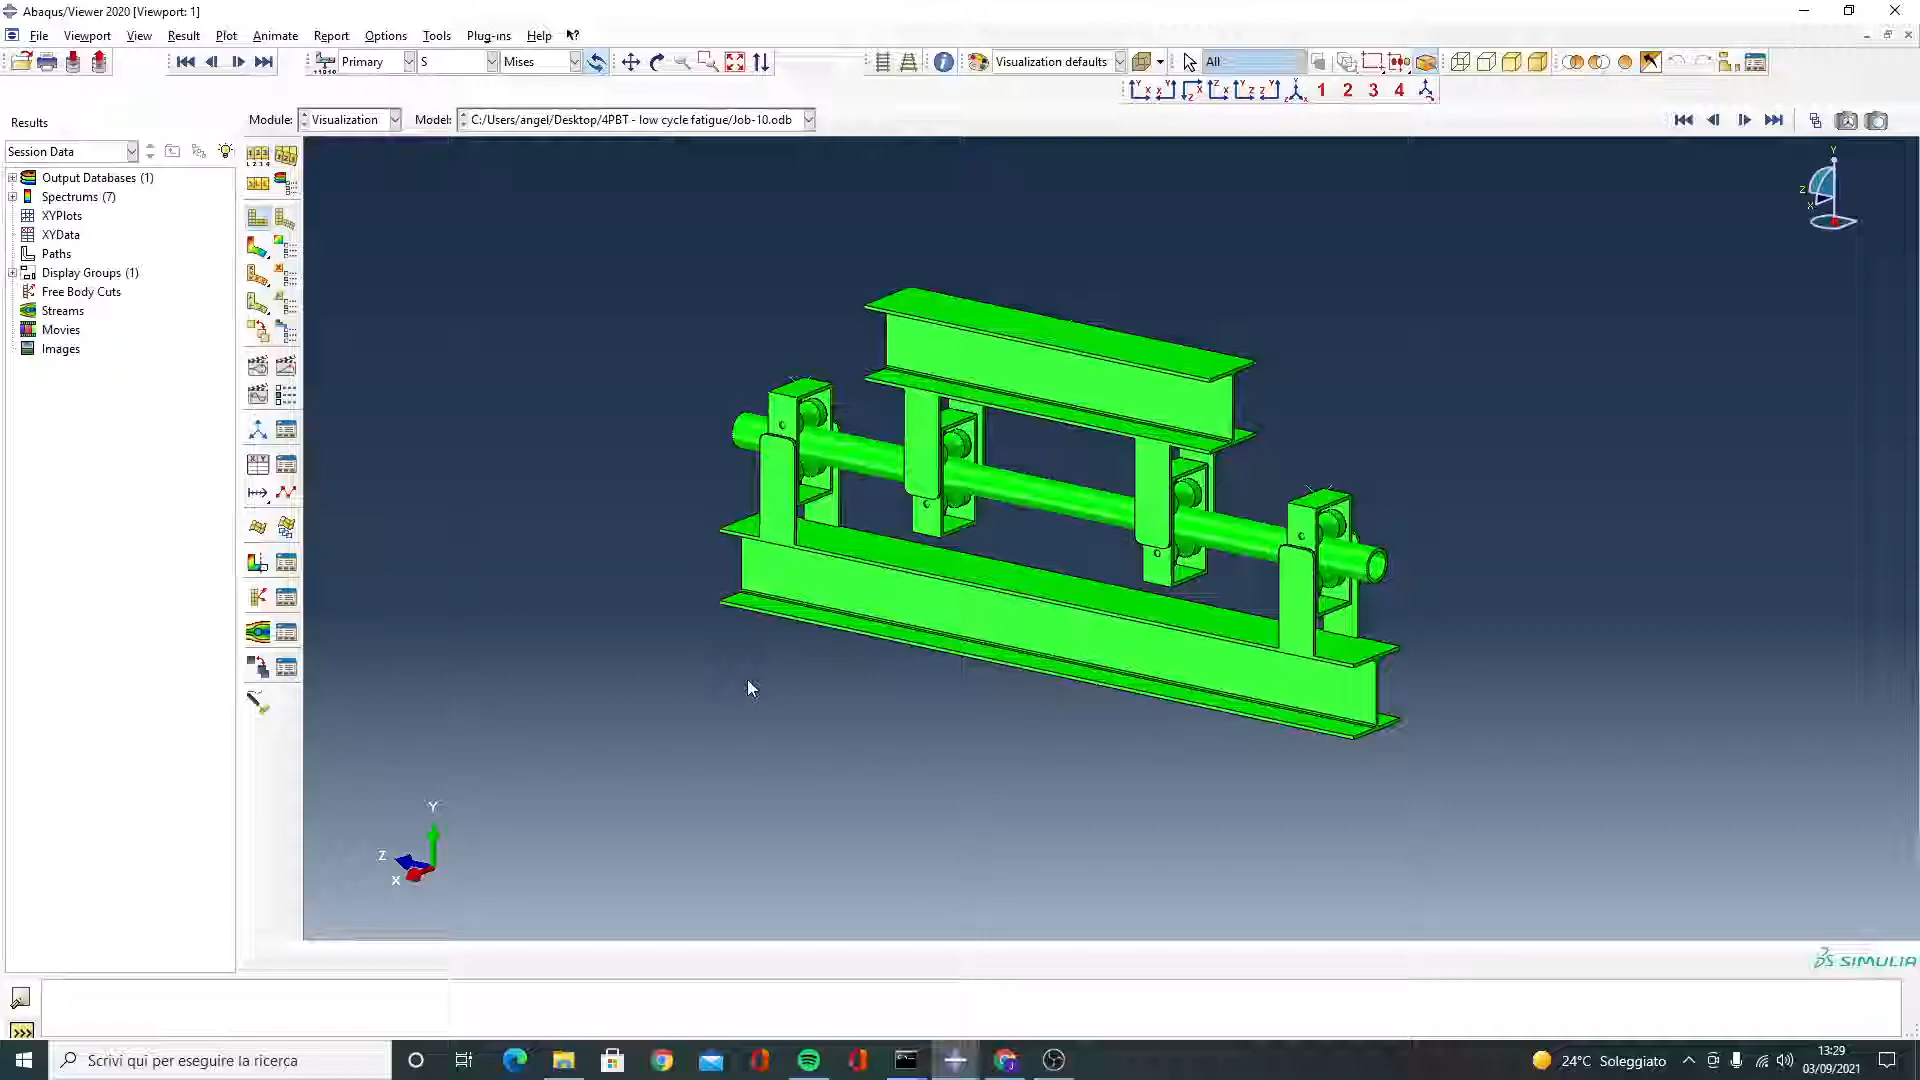 Abaqus/Viewer 2020 [Viewport: 1]
File Viewport View Result Plot Animate Report Options Tools Plug-ins Help
Primary S Mises Visualization defaults All
1 2 3 4
Results Module: Visualization Model: C:/Users/angel/Desktop/4PBT - low cycle fatigue/Job-10.odb
Session Data
Output Databases (1)
Spectrums (7)
XYPlots
XYData
Paths
Display Groups (1)
Free Body Cuts
Streams
Movies
Images
Y
Z
X
Y
Z
X
SIMULIA
>>>
Scrivi qui per eseguire la ricerca
24°C Soleggiato
13:29
03/09/2021